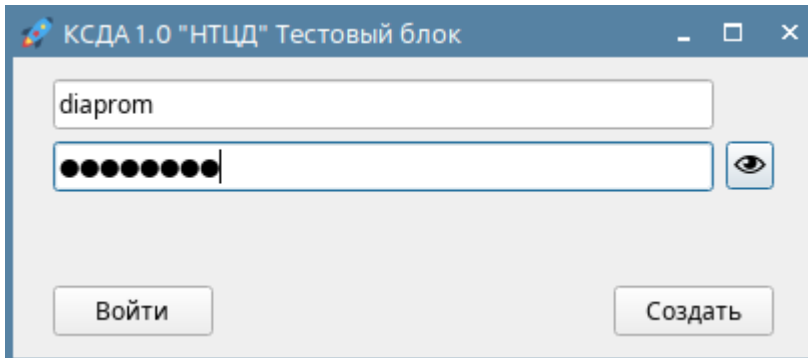 КСДА 1.0 "НТЦД" Тестовый блок
diaprom
●●●●●●●●
Войти
Создать